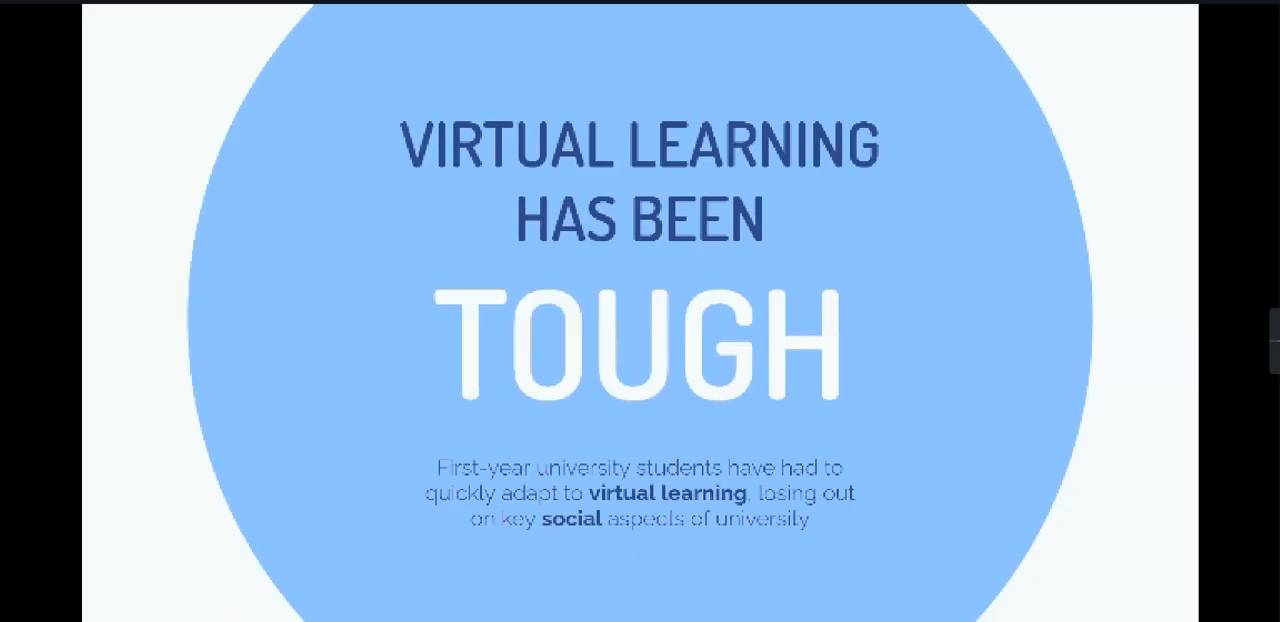 VIRTUAL LEARNING
HAS BEEN
TOUGH
First-year university students have had to
quickly adapt to virtual learning, losing out
on key social aspects of university